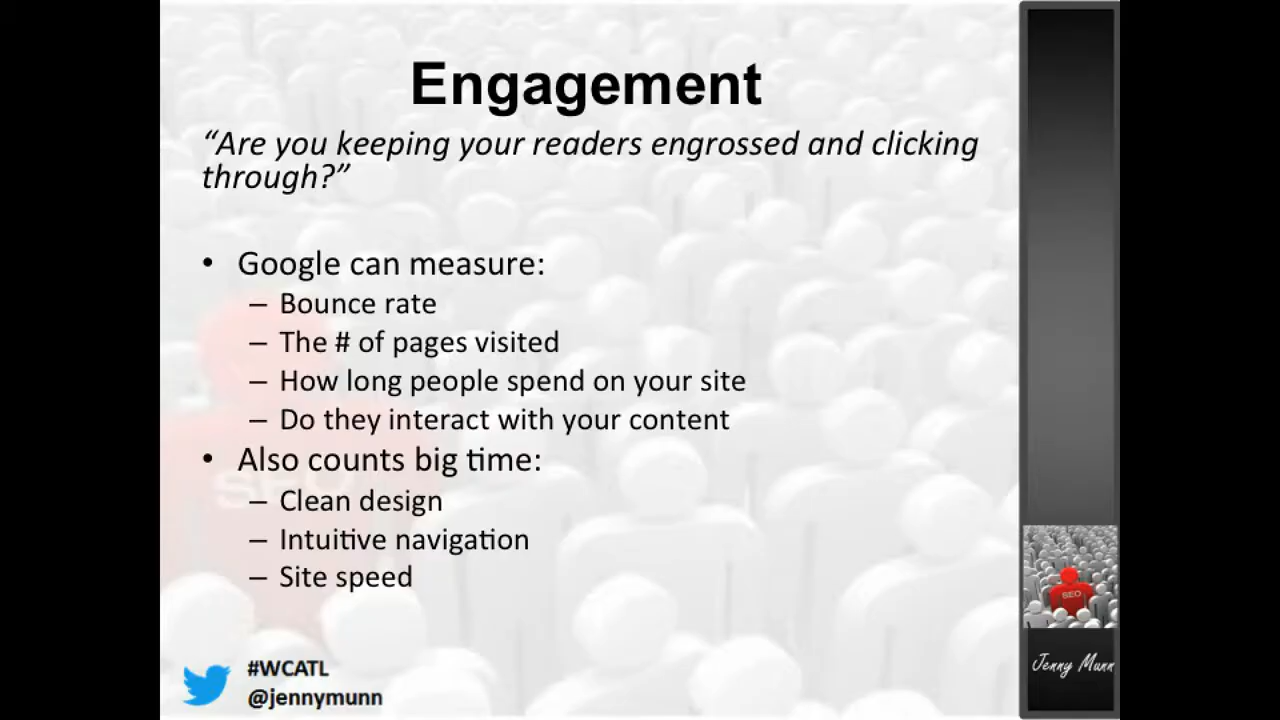 Engagement
“Are you keeping your readers engrossed and clicking
through?”
• Google can measure:
– Bounce rate
– The # of pages visited
– How long people spend on your site
– Do they interact with your content
• Also counts big time:
– Clean design
– Intuitive navigation
– Site speed
SEO
SEO
Jenny Munn
#WCATL
@jennymunn